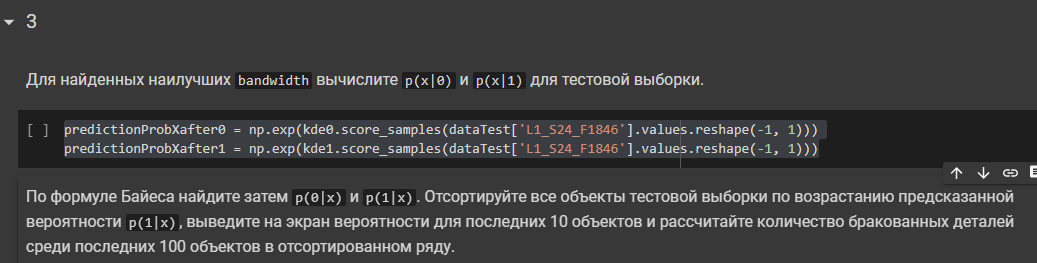 3
Для найденных наилучших bandwidth вычислите p(x|0) и p(x|1) для тестовой выборки.
[ ] predictionProbXafter0 = np.exp(kde0.score_samples(dataTest['L1_S24_F1846'].values.reshape(-1, 1)))
predictionProbXafter1 = np.exp(kde1.score_samples(dataTest['L1_S24_F1846'].values.reshape(-1, 1)))
По формуле Байеса найдите затем p(0|x) и p(1|x). Отсортируйте все объекты тестовой выборки по возрастанию предсказанной
вероятности p(1|x), выведите на экран вероятности для последних 10 объектов и рассчитайте количество бракованных деталей
среди последних 100 объектов в отсортированном ряду.